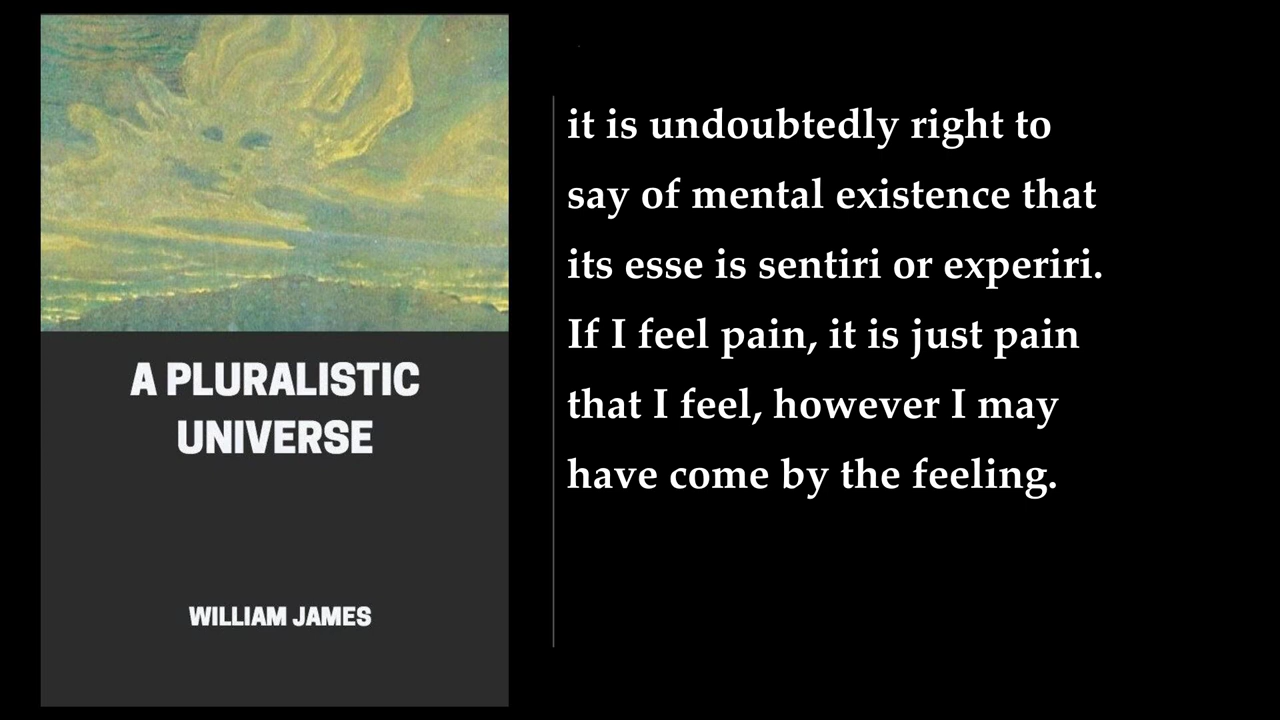 A PLURALISTIC
UNIVERSE
WILLIAM JAMES
it is undoubtedly right to
say of mental existence that
its esse is sentiri or experiri.
If I feel pain, it is just pain
that I feel, however I may
have come by the feeling.